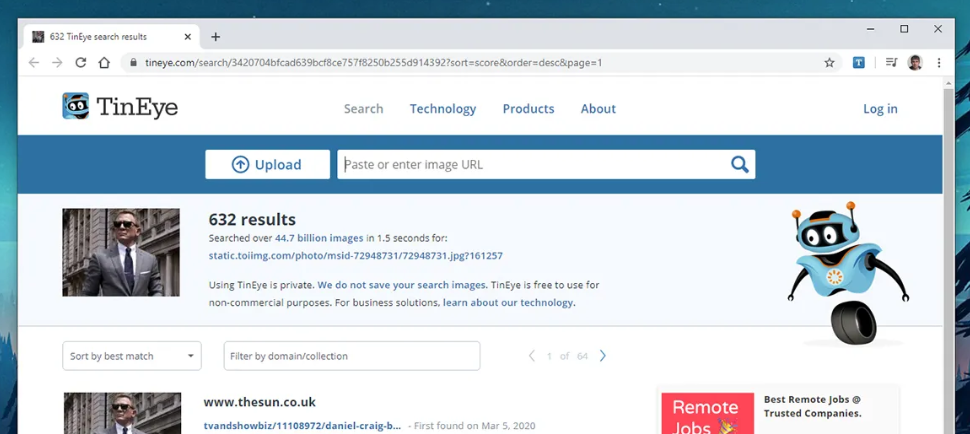 632 TinEye search results
tineye.com/search/3420704bfcad639bcf8ce757f8250b255d914392?sort=score&order=desc&page=1
T
TinEye
Search Technology Products About Log in
Upload Paste or enter image URL
632 results
Searched over 44.7 billion images in 1.5 seconds for:
static.toiimg.com/photo/msid-72948731/72948731.jpg?161257
Using TinEye is private. We do not save your search images. TinEye is free to use for
non-commercial purposes. For business solutions, learn about our technology.
Sort by best match Filter by domain/collection 1 of 64
www.thesun.co.uk
tvandshowbiz/11108972/daniel-craig-b... - First found on Mar 5, 2020
Remote
Jobs
Best Remote Jobs @
Trusted Companies.